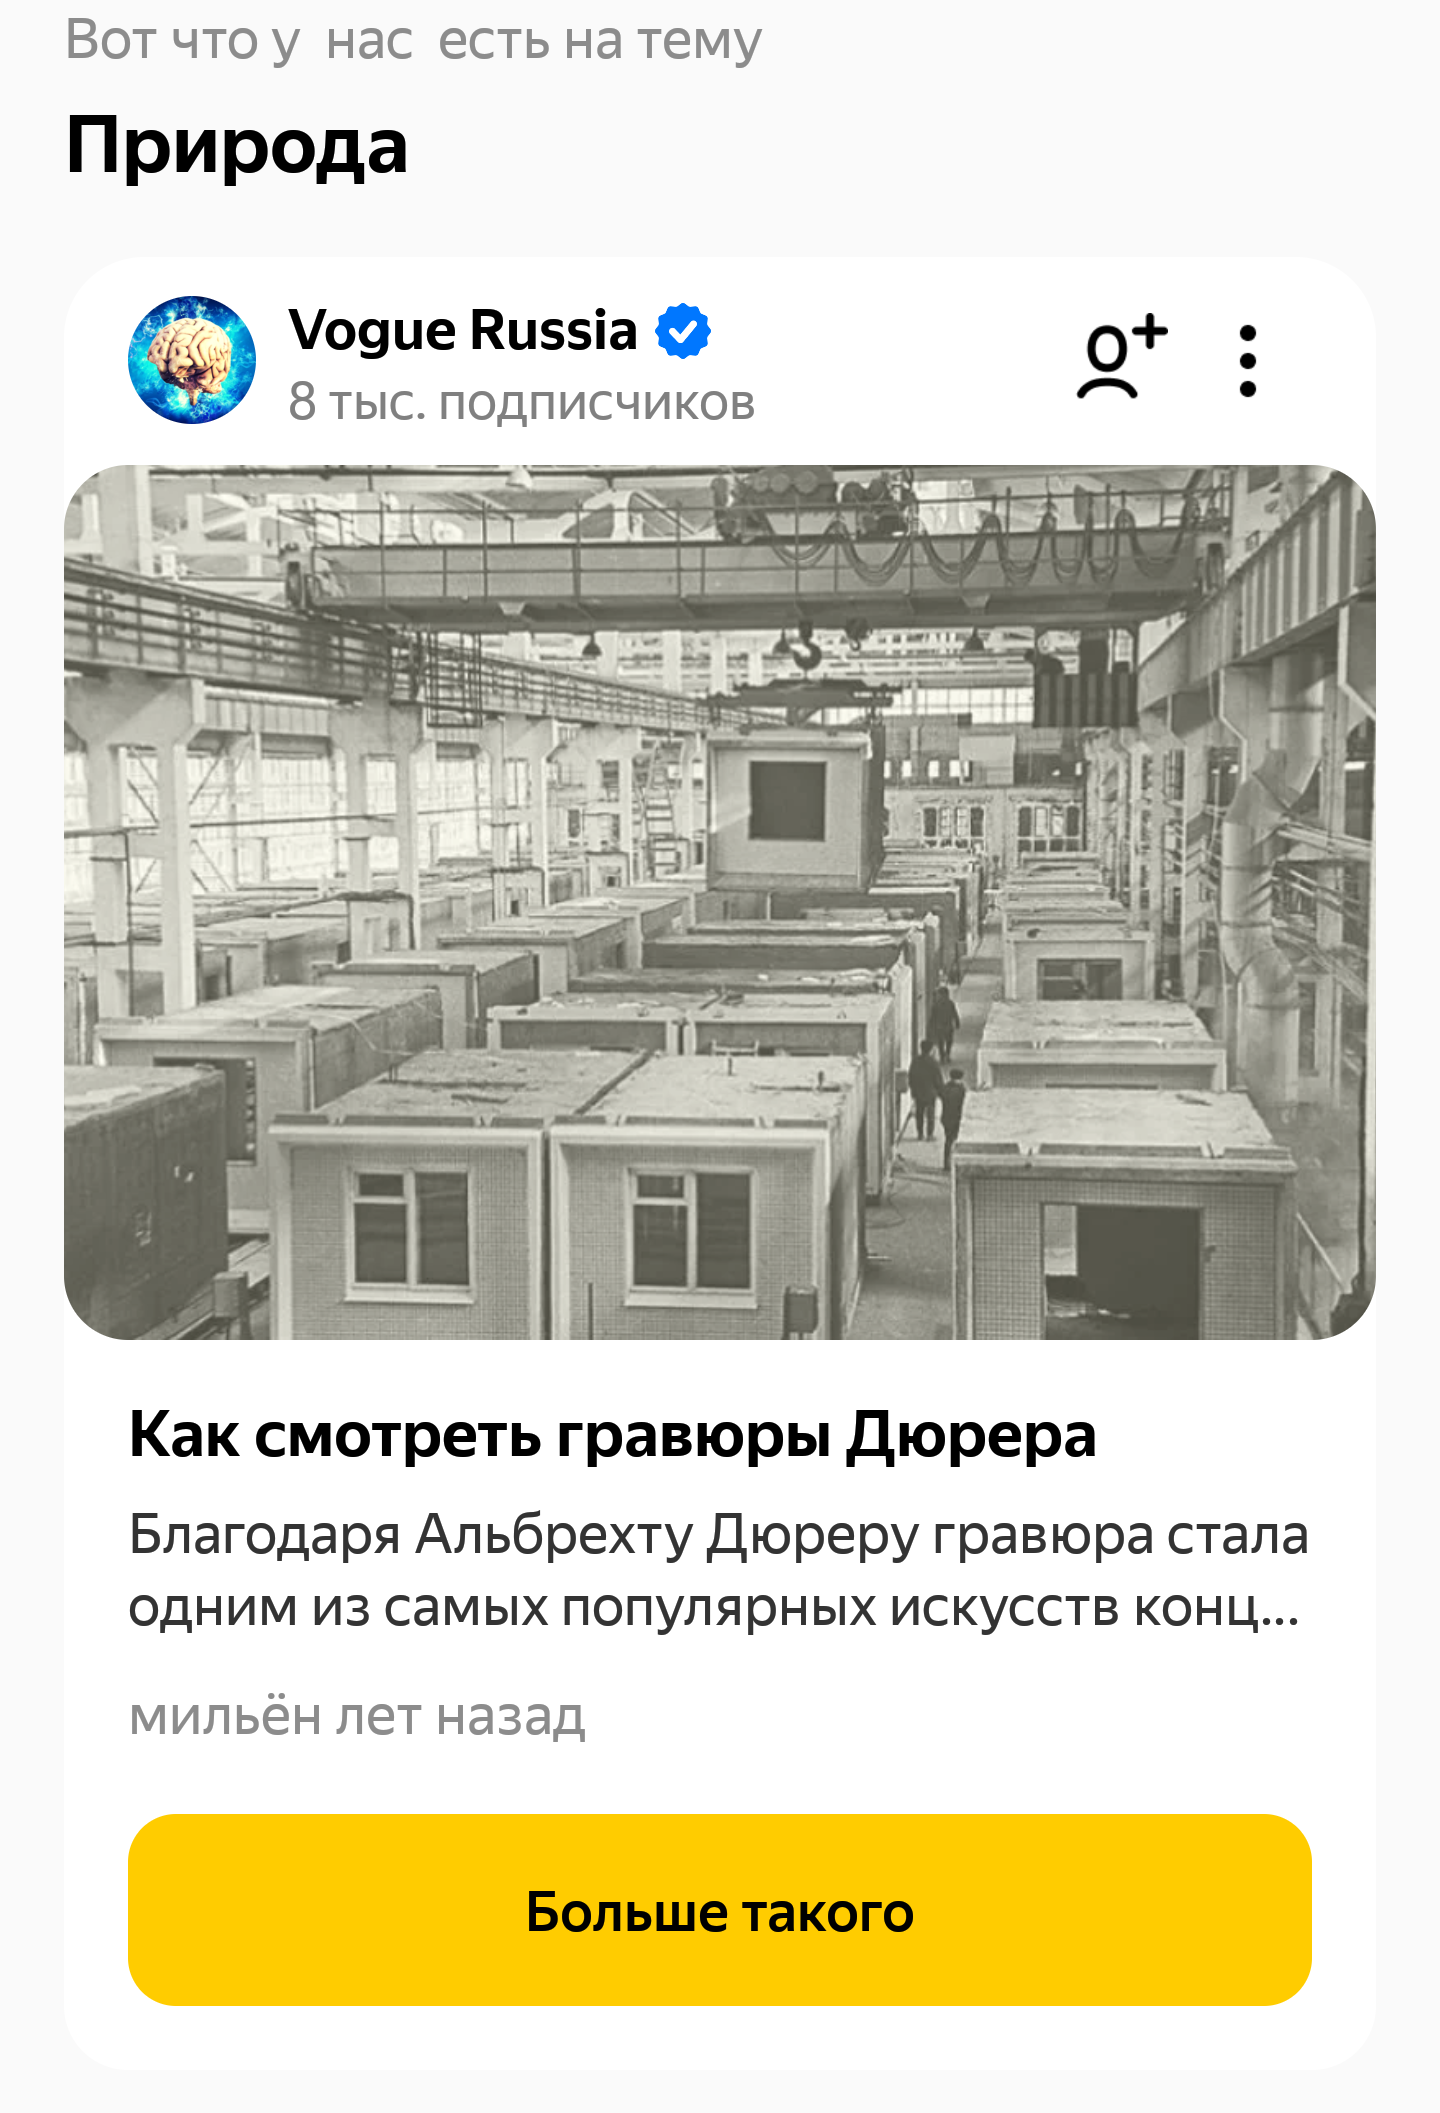 Вот что у нас есть на тему
Природа
Vogue Russia
8 тыс. подписчиков
Как смотреть гравюры Дюрера
Благодаря Альбрехту Дюреру гравюра стала
одним из самых популярных искусств конц...
мильён лет назад
Больше такого